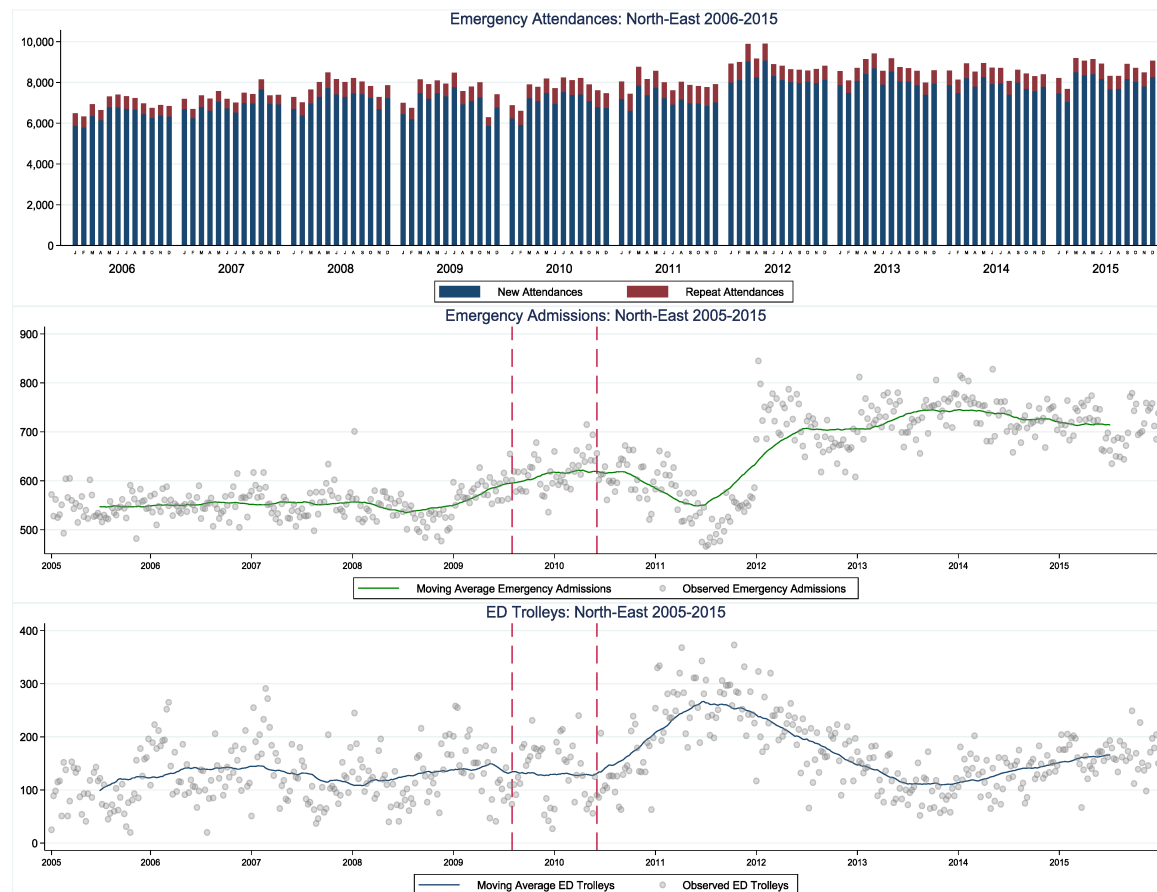 Emergency Attendances: North-East 2006-2015
10,000
8,000
6,000
4,000
2,000
0
J F M A M J J A S O N D J F M A M J J A S O N D J F M A M J J A S O N D J F M A M J J A S O N D J F M A M J J A S O N D J F M A M J J A S O N D J F M A M J J A S O N D J F M A M J J A S O N D J F M A M J J A S O N D J F M A M J J A S O N D
2006 2007 2008 2009 2010 2011 2012 2013 2014 2015
New Attendances Repeat Attendances
Emergency Admissions: North-East 2005-2015
900
800
700
600
500
2005 2006 2007 2008 2009 2010 2011 2012 2013 2014 2015
Moving Average Emergency Admissions Observed Emergency Admissions
ED Trolleys: North-East 2005-2015
400
300
200
100
0
2005 2006 2007 2008 2009 2010 2011 2012 2013 2014 2015
Moving Average ED Trolleys Observed ED Trolleys